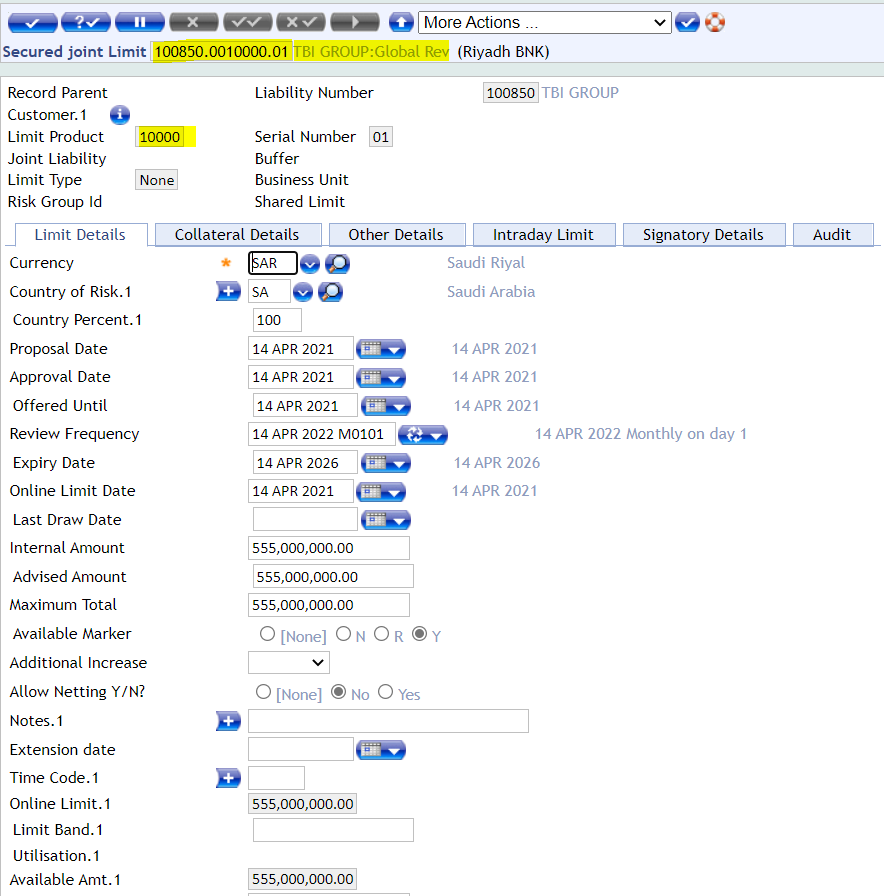 More Actions ...
Secured joint Limit 100850.0010000.01 TBI GROUP:Global Rev (Riyadh BNK)
Record Parent Liability Number 100850 TBI GROUP
Customer.1
Limit Product 10000 Serial Number 01
Joint Liability Buffer
Limit Type None Business Unit
Risk Group Id Shared Limit
Limit Details Collateral Details Other Details Intraday Limit Signatory Details Audit
Currency * SAR Saudi Riyal
Country of Risk.1 SA Saudi Arabia
Country Percent.1 100
Proposal Date 14 APR 2021 14 APR 2021
Approval Date 14 APR 2021 14 APR 2021
Offered Until 14 APR 2021 14 APR 2021
Review Frequency 14 APR 2022 M0101 14 APR 2022 Monthly on day 1
Expiry Date 14 APR 2026 14 APR 2026
Online Limit Date 14 APR 2021 14 APR 2021
Last Draw Date
Internal Amount 555,000,000.00
Advised Amount 555,000,000.00
Maximum Total 555,000,000.00
Available Marker [None] N R Y
Additional Increase
Allow Netting Y/N? [None] No Yes
Notes.1
Extension date
Time Code.1
Online Limit.1 555,000,000.00
Limit Band.1
Utilisation.1
Available Amt.1 555,000,000.00